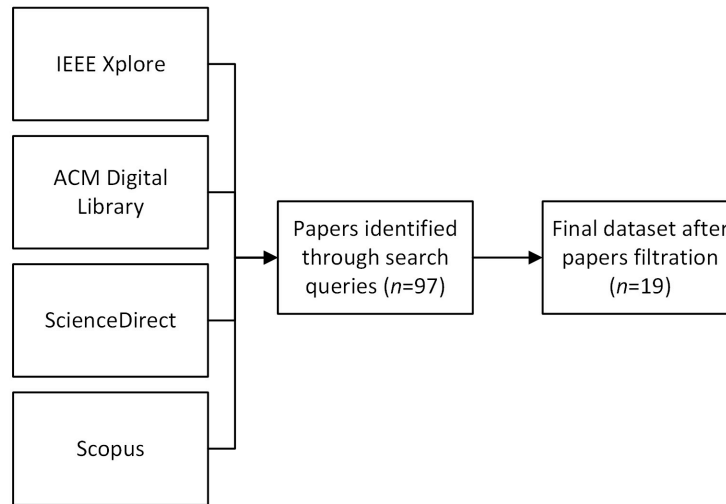 IEEE Xplore
ACM Digital
Library
ScienceDirect
Scopus
Papers identified
through search
queries (n=97)
Final dataset after
papers filtration
(n=19)